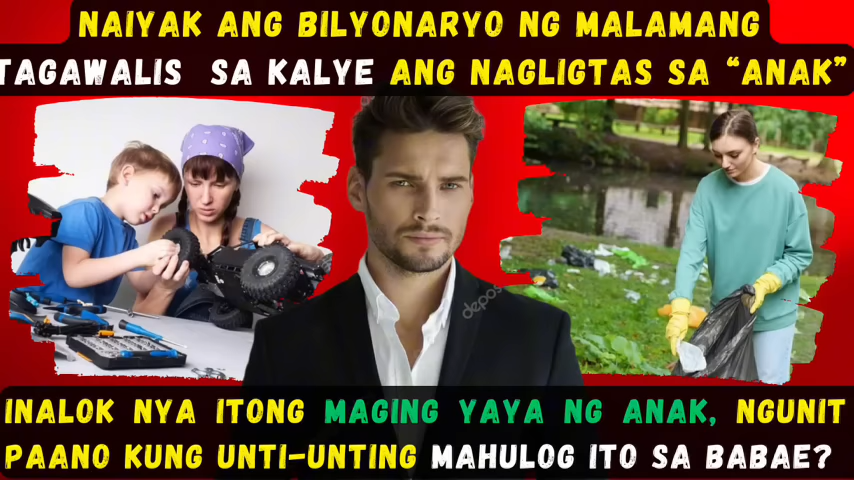 NAIYAK ANG BILYONARYO NG MALAMANG
TAGAWALIS SA KALYE ANG NAGLIGTAS SA “ANAK”
depos
INALOK NYA ITONG MAGING YAYA NG ANAK, NGUNIT
PAANO KUNG UNTI-UNTING MAHULOG ITO SA BABAE?